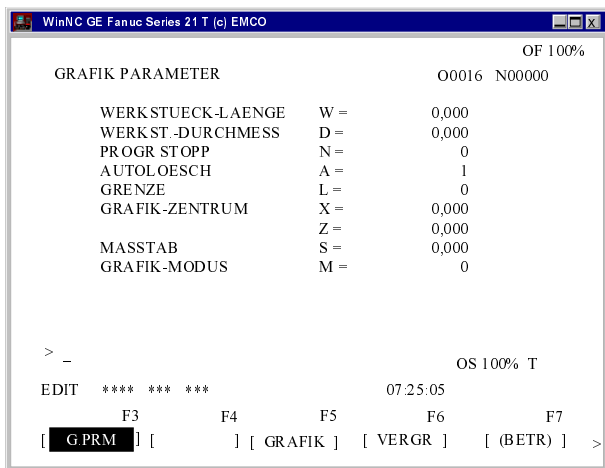 WinNC GE Fanuc Series 21 T (c) EMCO
OF 100%
GRAFIK PARAMETER O0016 N00000
WERKSTUECK-LAENGE W = 0,000
WERKST.-DURCHMESS D = 0,000
PROGR STOPP N = 0
AUTOLOESCH A = 1
GRENZE L = 0
GRAFIK-ZENTRUM X = 0,000
Z = 0,000
MASSTAB S = 0,000
GRAFIK-MODUS M = 0
> _
OS 100% T
EDIT **** *** *** 07:25:05
F3 F4 F5 F6 F7
[ G.PRM ] [ ] [ GRAFIK ] [ VERGR ] [ (BETR) ] >